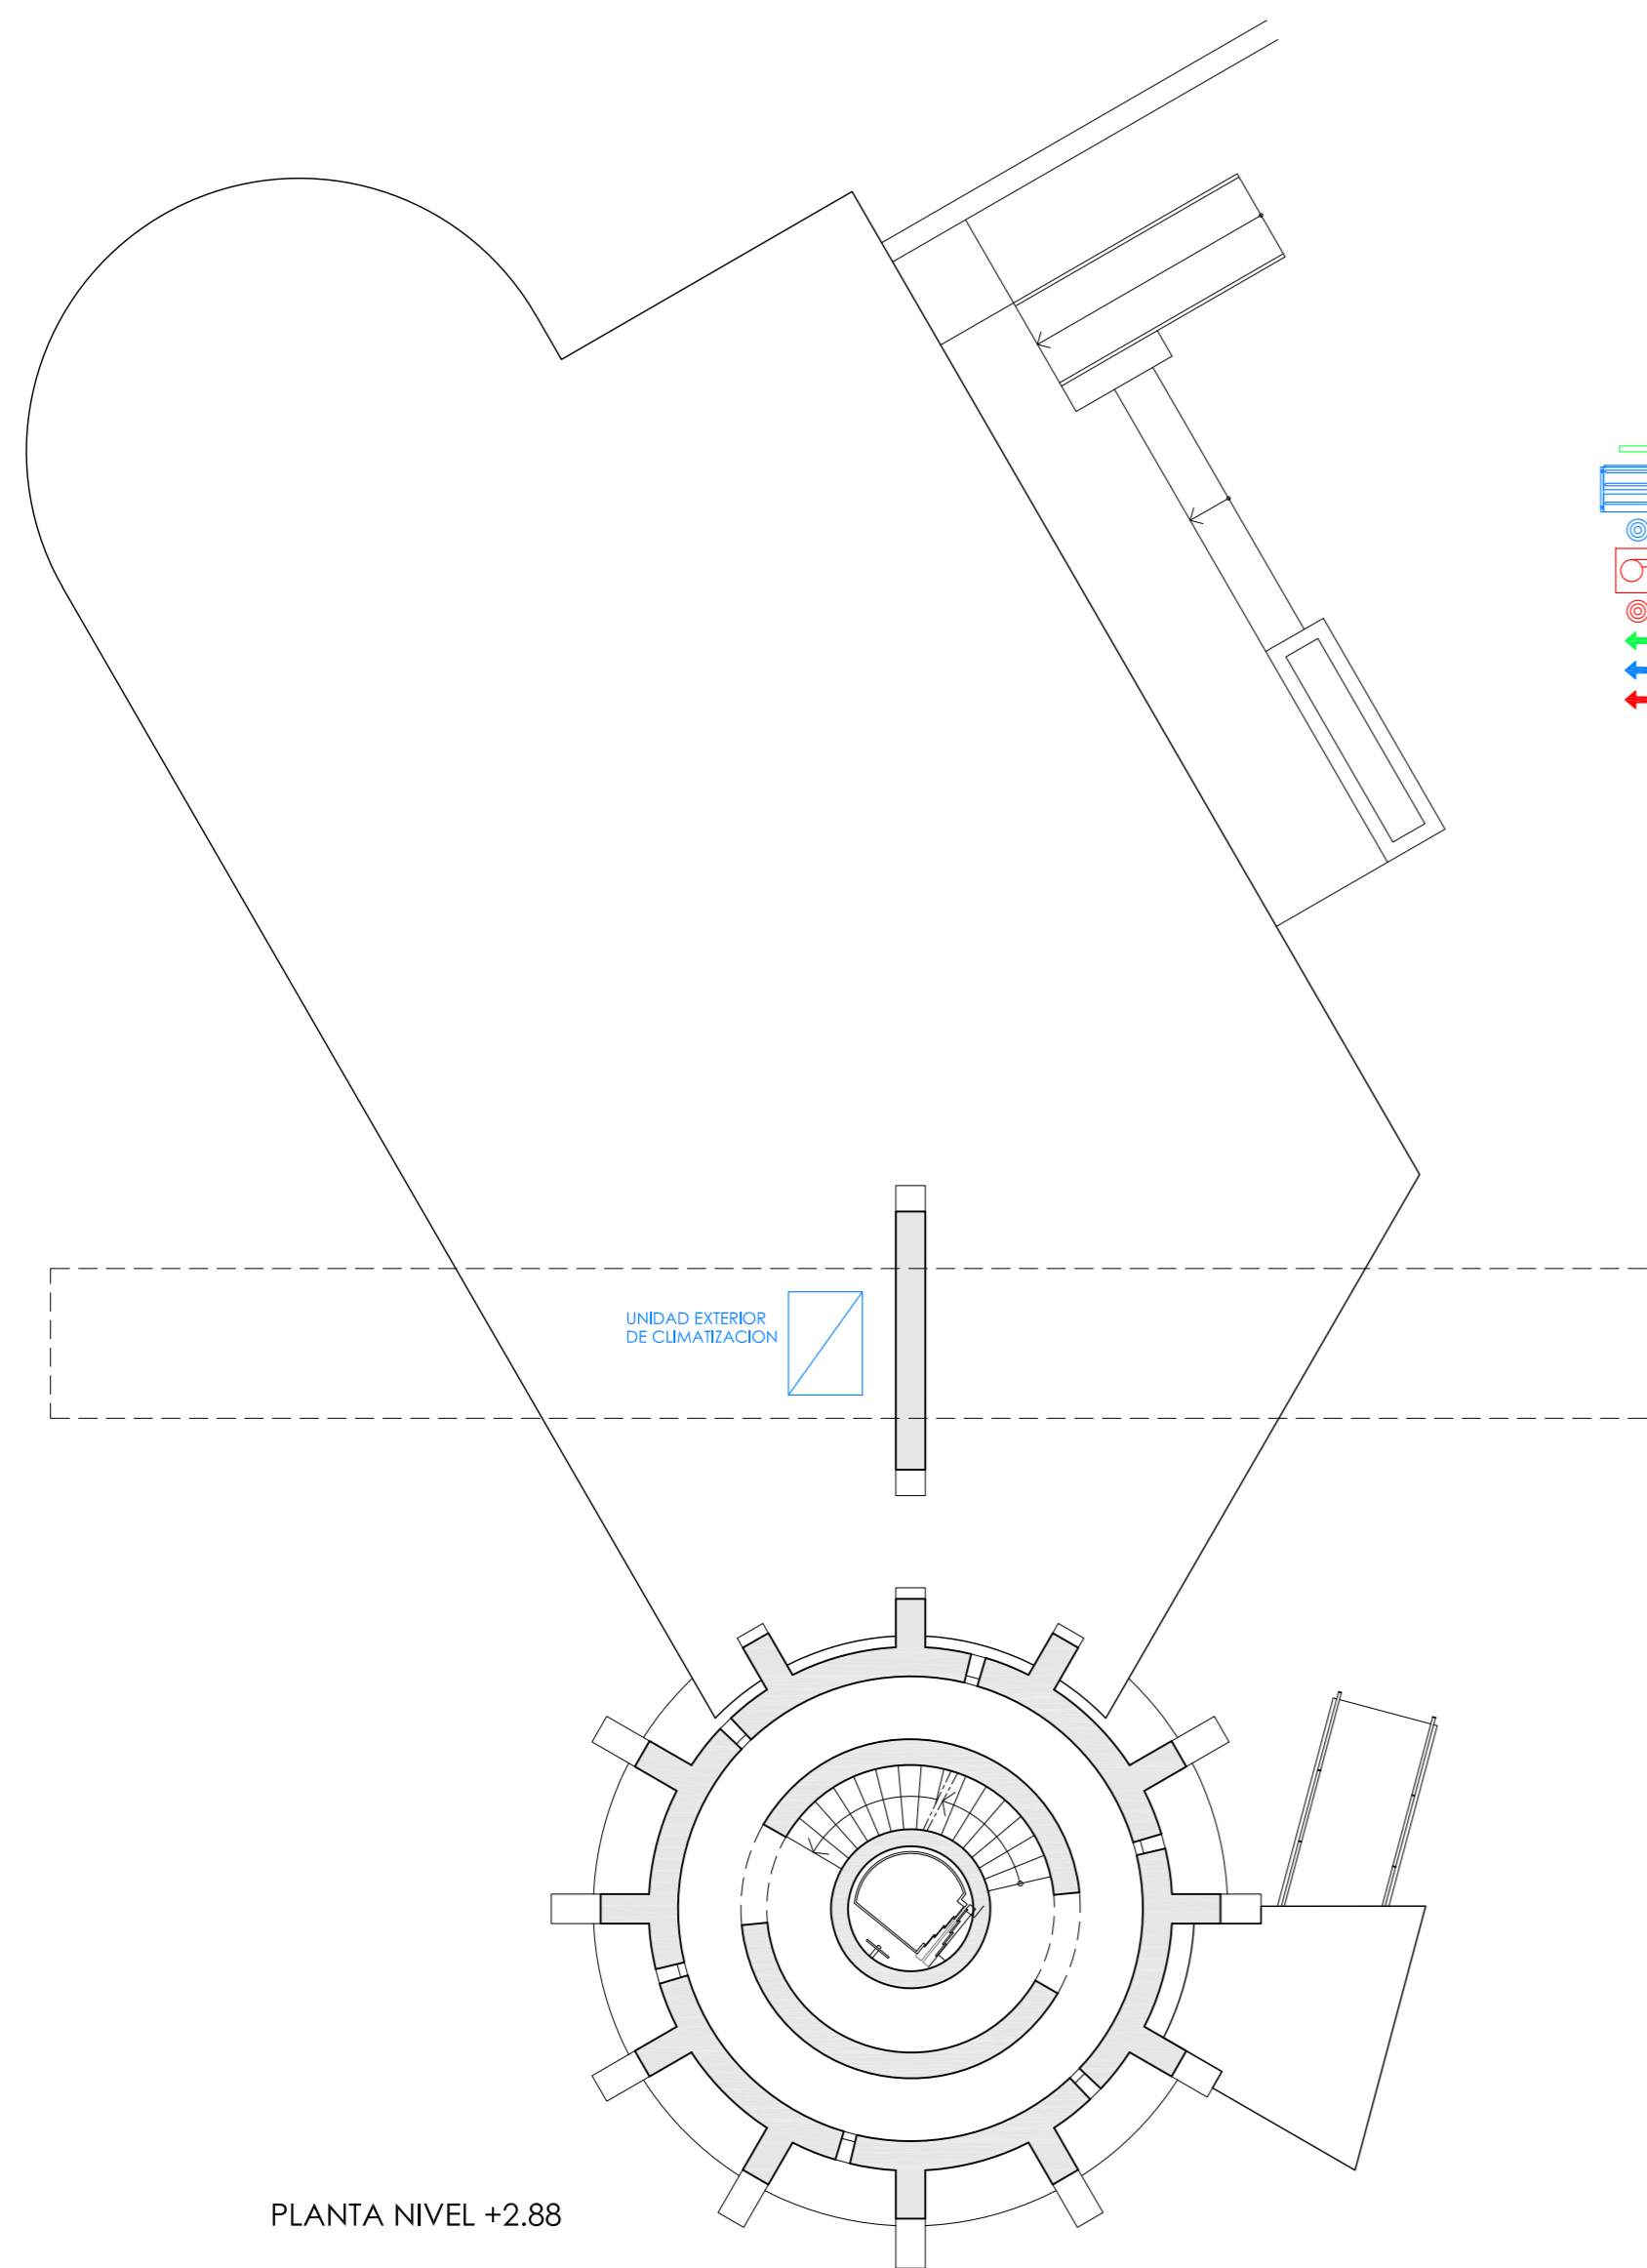 UNIDAD EXTERIOR
DE CLIMATIZACION
PLANTA NIVEL +2.88